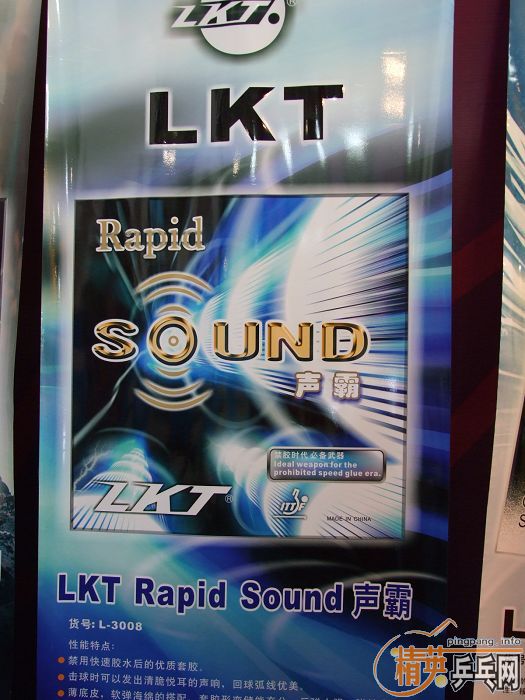 LKT.®
LKT
Rapid
SOUND
声霸
禁胶时代必备武器
Ideal weapon for the
prohibited speed glue era.
LKT®
ITTF
MADE IN CHINA
LKT Rapid Sound 声霸
货号: L-3008
性能特点:
● 禁用快速胶水后的优质套胶。
● 击球时可以发出清脆悦耳的声响，回球弧线优美
● 薄底皮，软弹海绵的搭配
pingpang.info
精英乒乓网